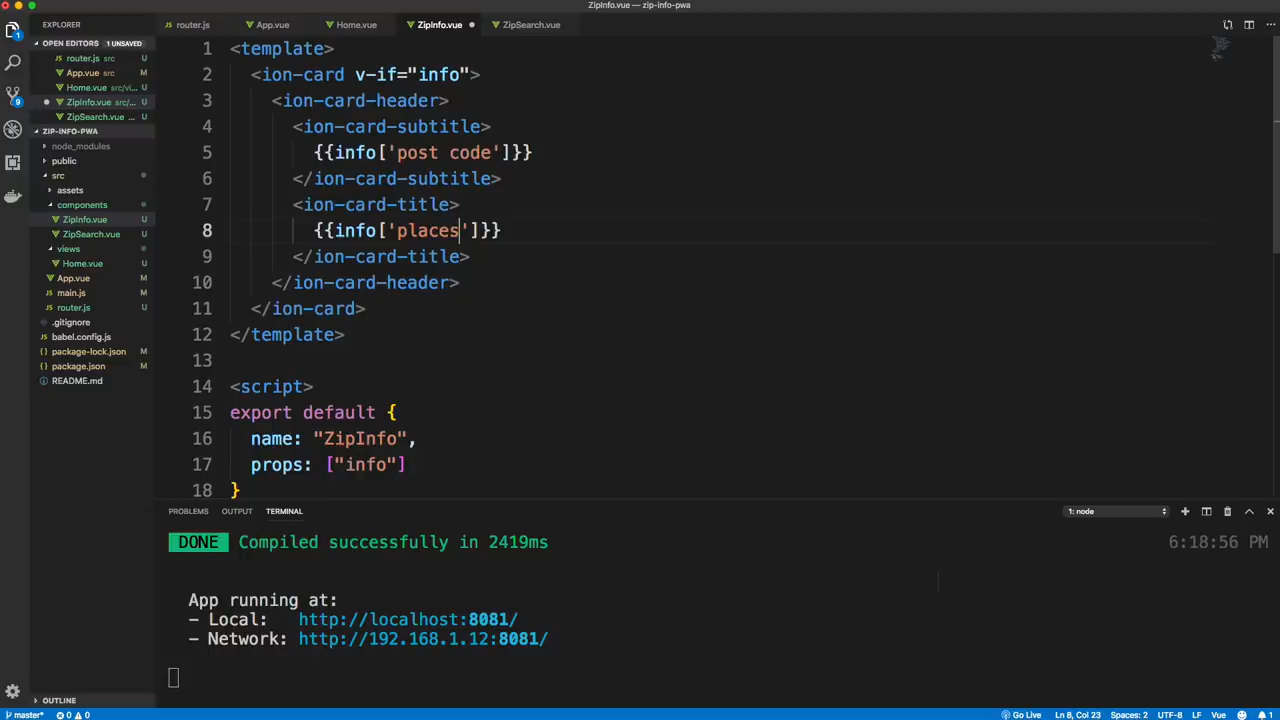 ZipInfo.vue — zip-info-pwa
EXPLORER
router.js
App.vue
Home.vue
ZipInfo.vue
ZipSearch.vue
OPEN EDITORS 1 UNSAVED
router.js src U
App.vue src M
Home.vue src/vi... U
ZipInfo.vue src/... U
ZipSearch.vue ... U
ZIP-INFO-PWA
node_modules
public
src
assets
components
ZipInfo.vue U
ZipSearch.vue U
views
Home.vue U
App.vue M
main.js U
router.js U
.gitignore
babel.config.js
package-lock.json M
package.json M
README.md
OUTLINE
1 <template>
2 <ion-card v-if="info">
3 <ion-card-header>
4 <ion-card-subtitle>
5 {{info['post code']}}
6 </ion-card-subtitle>
7 <ion-card-title>
8 {{info['places']}}
9 </ion-card-title>
10 </ion-card-header>
11 </ion-card>
12 </template>
13
14 <script>
15 export default {
16 name: "ZipInfo",
17 props: ["info"]
18 }
PROBLEMS OUTPUT TERMINAL 1: node
DONE Compiled successfully in 2419ms 6:18:56 PM
App running at:
- Local: http://localhost:8081/
- Network: http://192.168.1.12:8081/
master* 0 0 Go Live Ln 8, Col 23 Spaces: 2 UTF-8 LF Vue 1